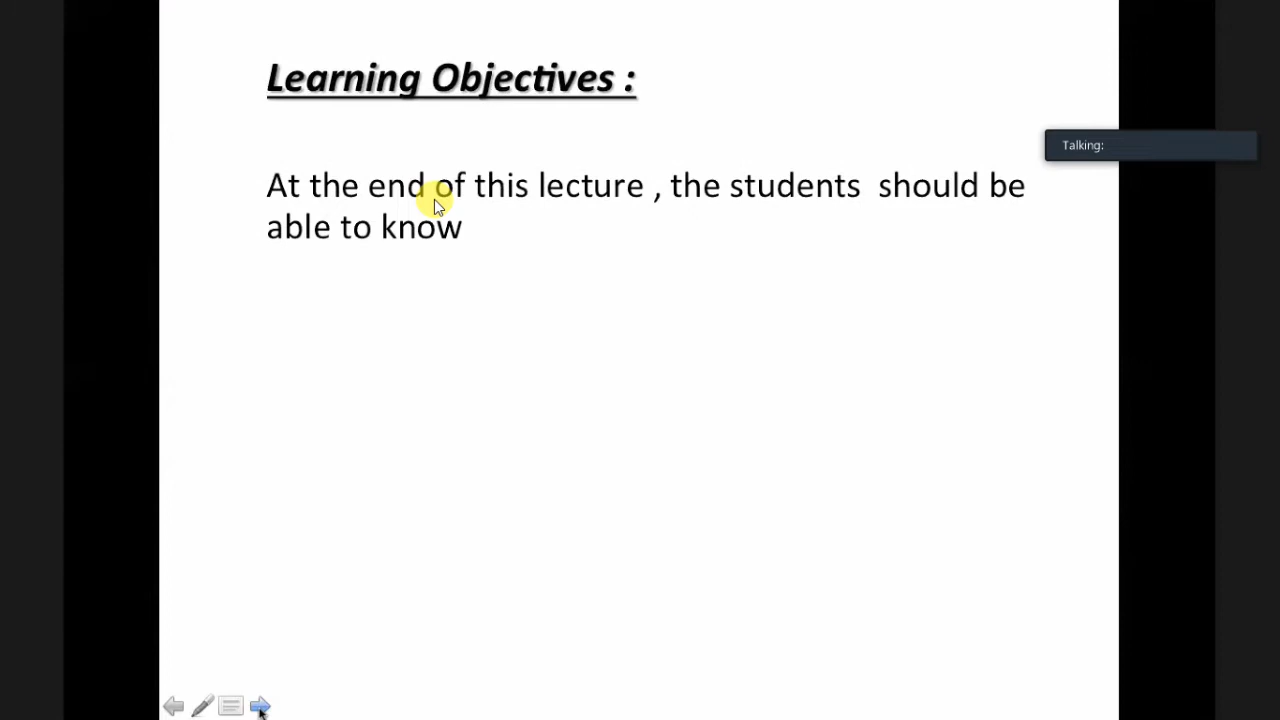 Learning Objectives :
Talking:
At the end of this lecture , the students  should be
able to know